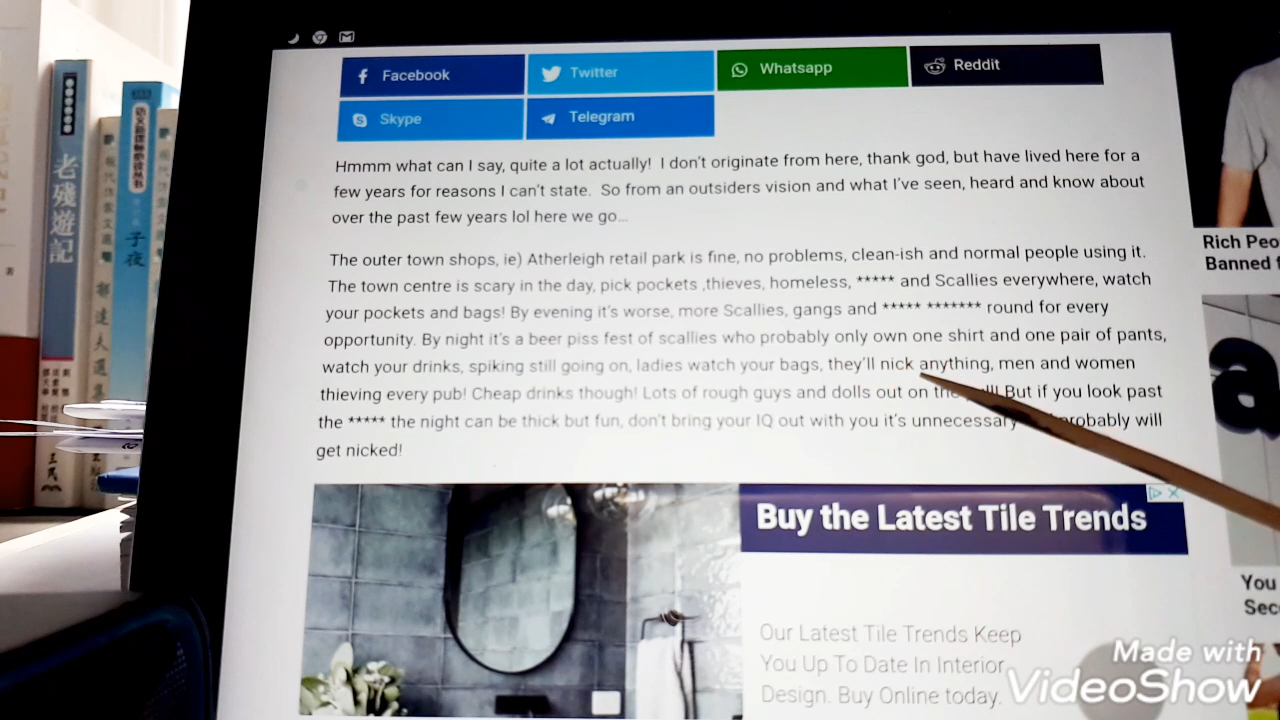 Facebook
Twitter
Whatsapp
Reddit
Skype
Telegram
Hmmm what can I say, quite a lot actually! I don't originate from here, thank god, but have lived here for a
few years for reasons I can't state. So from an outsiders vision and what I've seen, heard and know about
over the past few years lol here we go...
The outer town shops, ie) Atherleigh retail park is fine, no problems, clean-ish and normal people using it.
The town centre is scary in the day, pick pockets ,thieves, homeless, ***** and Scallies everywhere, watch
your pockets and bags! By evening it's worse, more Scallies, gangs and ***** ******* round for every
opportunity. By night it's a beer piss fest of scallies who probably only own one shirt and one pair of pants,
watch your drinks, spiking still going on, ladies watch your bags, they'll nick anything, men and women
thieving every pub! Cheap drinks though! Lots of rough guys and dolls out on the But if you look past
the ***** the night can be thick but fun, don't bring your IQ out with you it's unnecessary probably will
get nicked!
Buy the Latest Tile Trends
Our Latest Tile Trends Keep
You Up To Date In Interior
Design. Buy Online today.
Rich
Banned
You
老殘遊記
三民
子夜
Made with
VideoShow